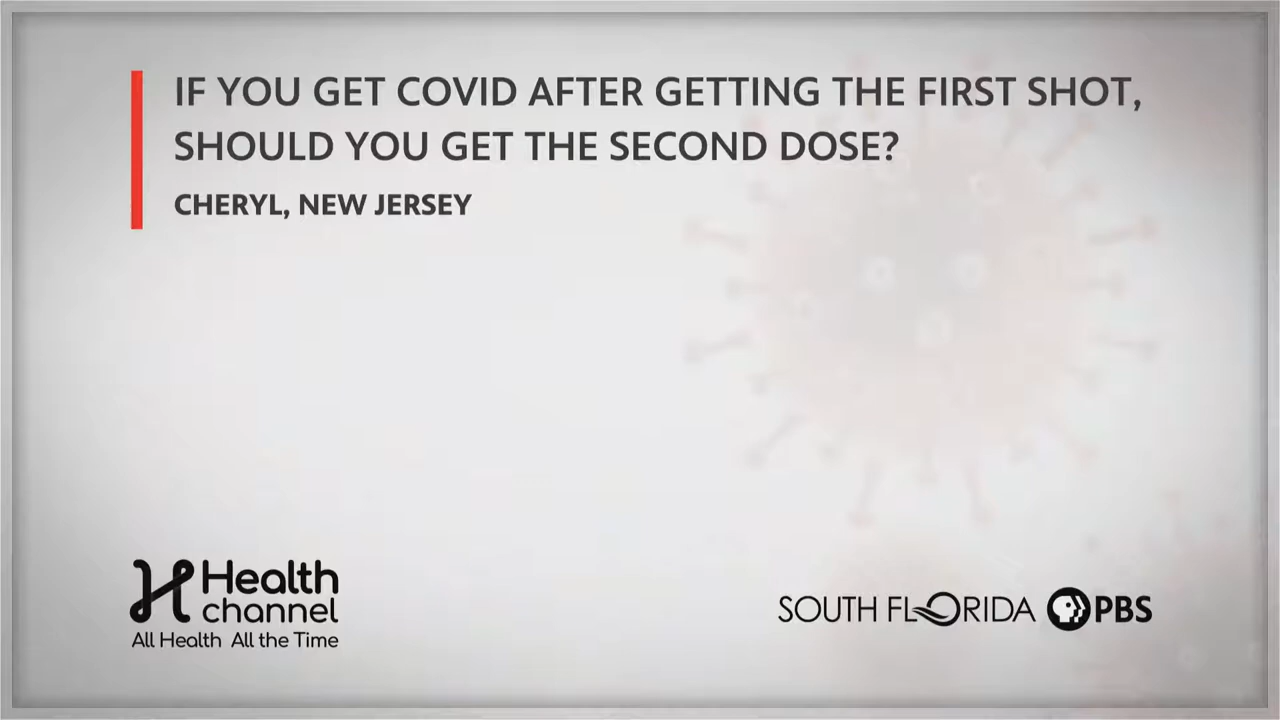 IF YOU GET COVID AFTER GETTING THE FIRST SHOT,
SHOULD YOU GET THE SECOND DOSE?
CHERYL, NEW JERSEY
Health
channel
All Health All the Time
SOUTH FLORIDA PBS